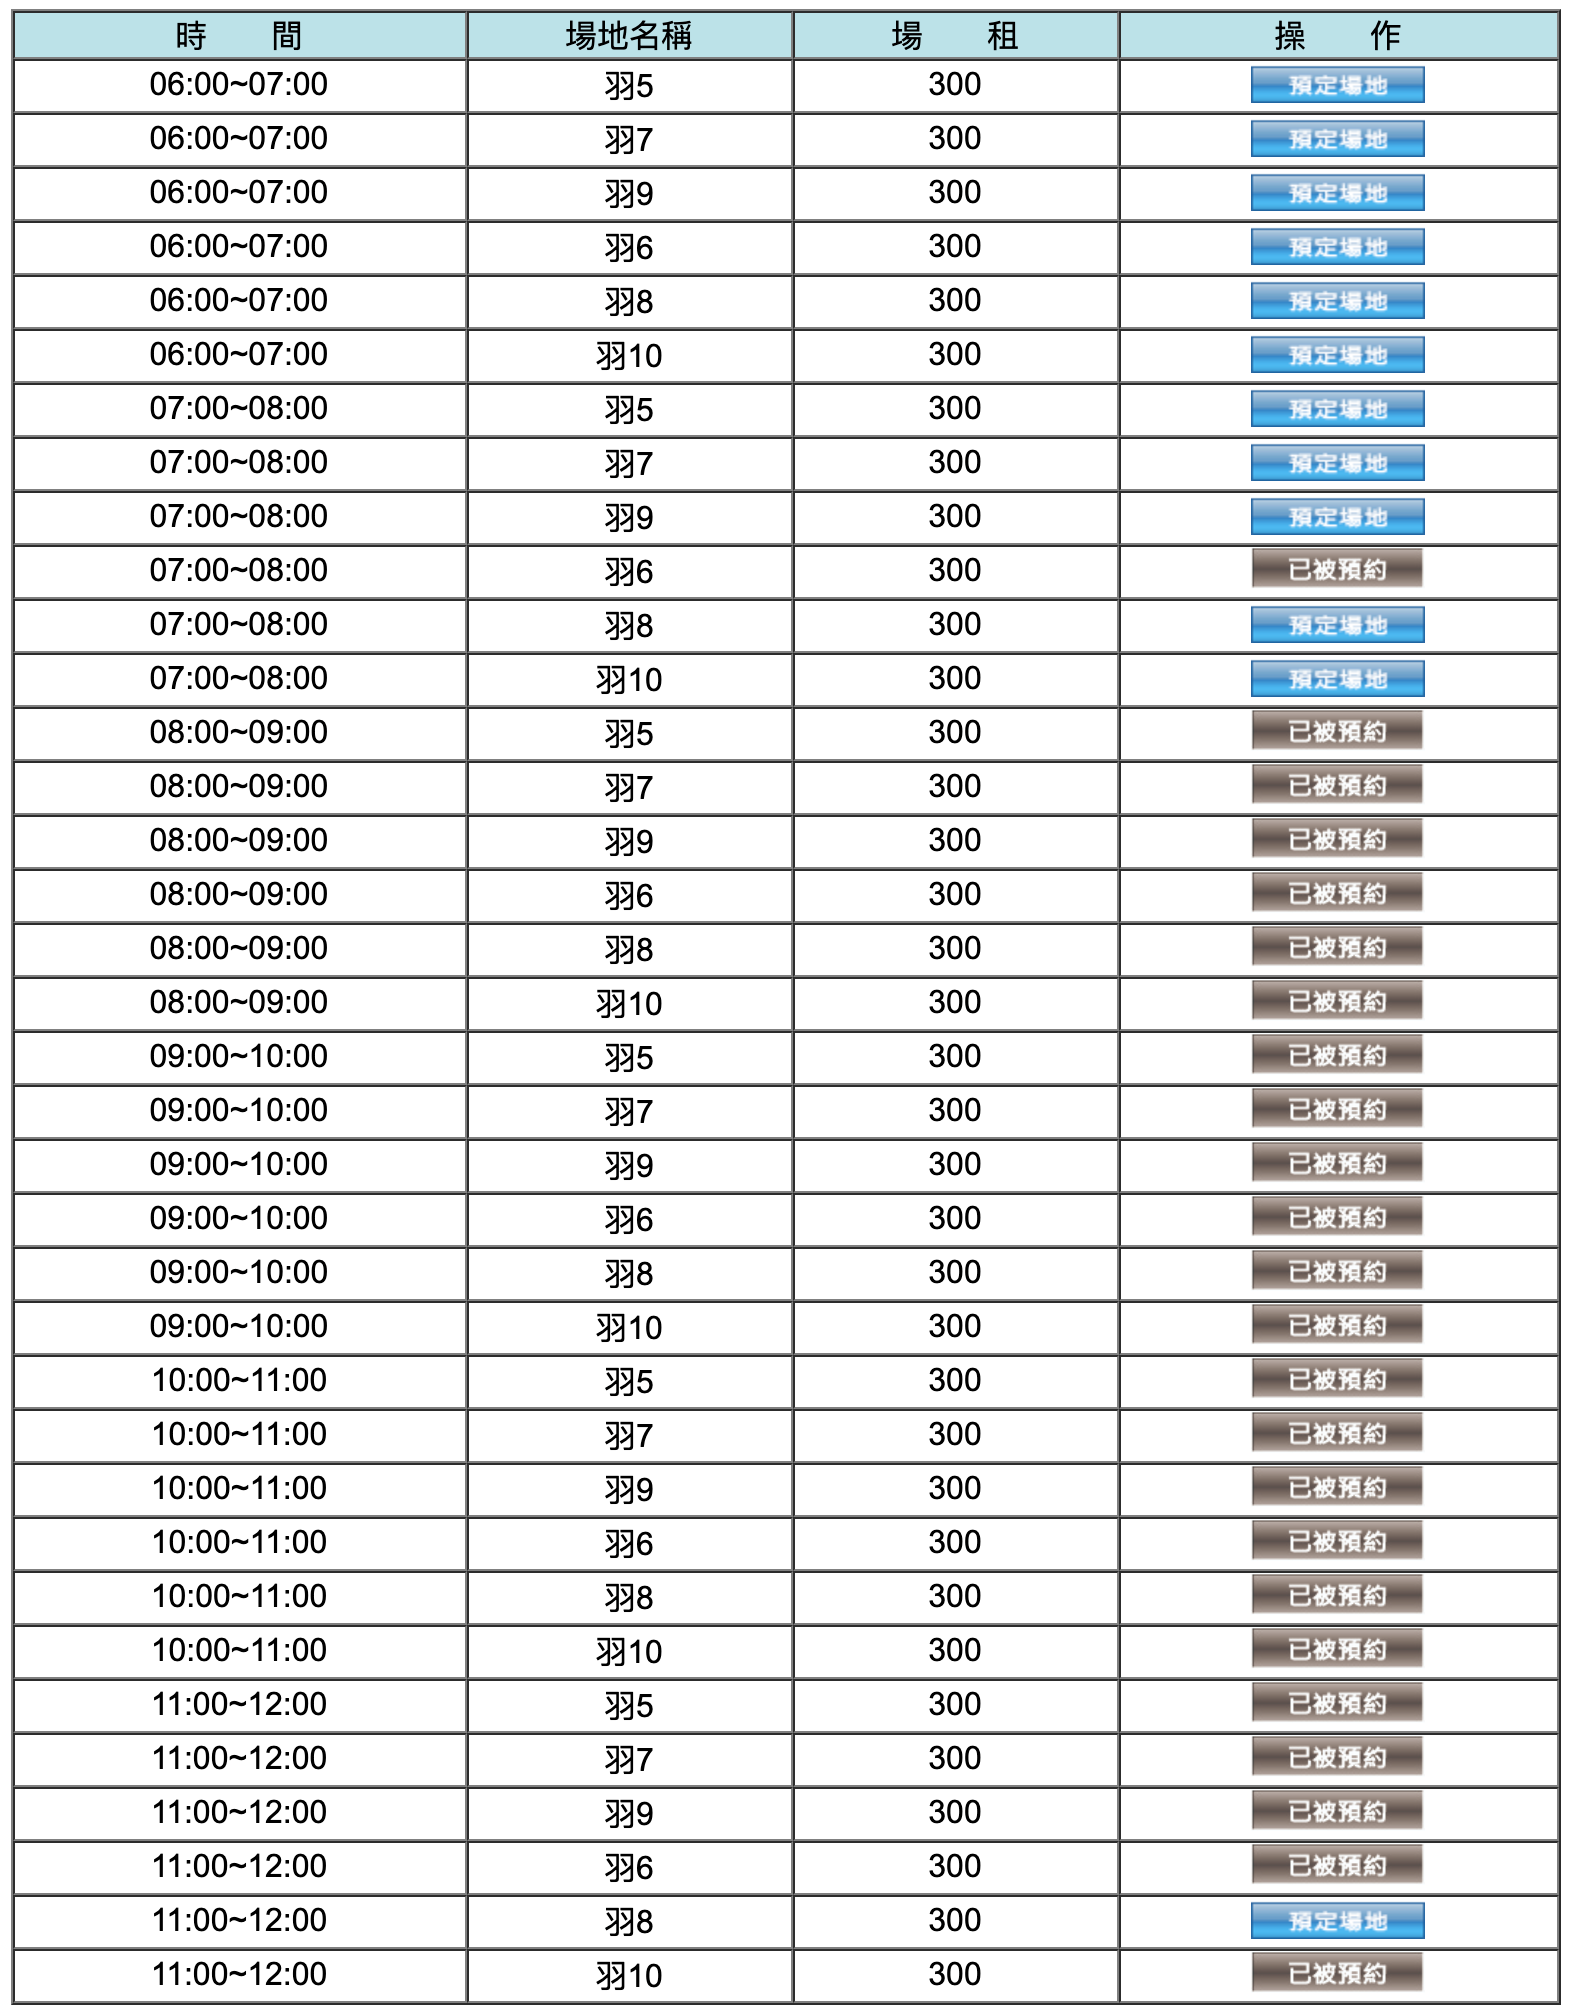 時 間 場地名稱 場 租 操 作
06:00~07:00 羽5 300 預定場地
06:00~07:00 羽7 300 預定場地
06:00~07:00 羽9 300 預定場地
06:00~07:00 羽6 300 預定場地
06:00~07:00 羽8 300 預定場地
06:00~07:00 羽10 300 預定場地
07:00~08:00 羽5 300 預定場地
07:00~08:00 羽7 300 預定場地
07:00~08:00 羽9 300 預定場地
07:00~08:00 羽6 300 已被預約
07:00~08:00 羽8 300 預定場地
07:00~08:00 羽10 300 預定場地
08:00~09:00 羽5 300 已被預約
08:00~09:00 羽7 300 已被預約
08:00~09:00 羽9 300 已被預約
08:00~09:00 羽6 300 已被預約
08:00~09:00 羽8 300 已被預約
08:00~09:00 羽10 300 已被預約
09:00~10:00 羽5 300 已被預約
09:00~10:00 羽7 300 已被預約
09:00~10:00 羽9 300 已被預約
09:00~10:00 羽6 300 已被預約
09:00~10:00 羽8 300 已被預約
09:00~10:00 羽10 300 已被預約
10:00~11:00 羽5 300 已被預約
10:00~11:00 羽7 300 已被預約
10:00~11:00 羽9 300 已被預約
10:00~11:00 羽6 300 已被預約
10:00~11:00 羽8 300 已被預約
10:00~11:00 羽10 300 已被預約
11:00~12:00 羽5 300 已被預約
11:00~12:00 羽7 300 已被預約
11:00~12:00 羽9 300 已被預約
11:00~12:00 羽6 300 已被預約
11:00~12:00 羽8 300 預定場地
11:00~12:00 羽10 300 已被預約